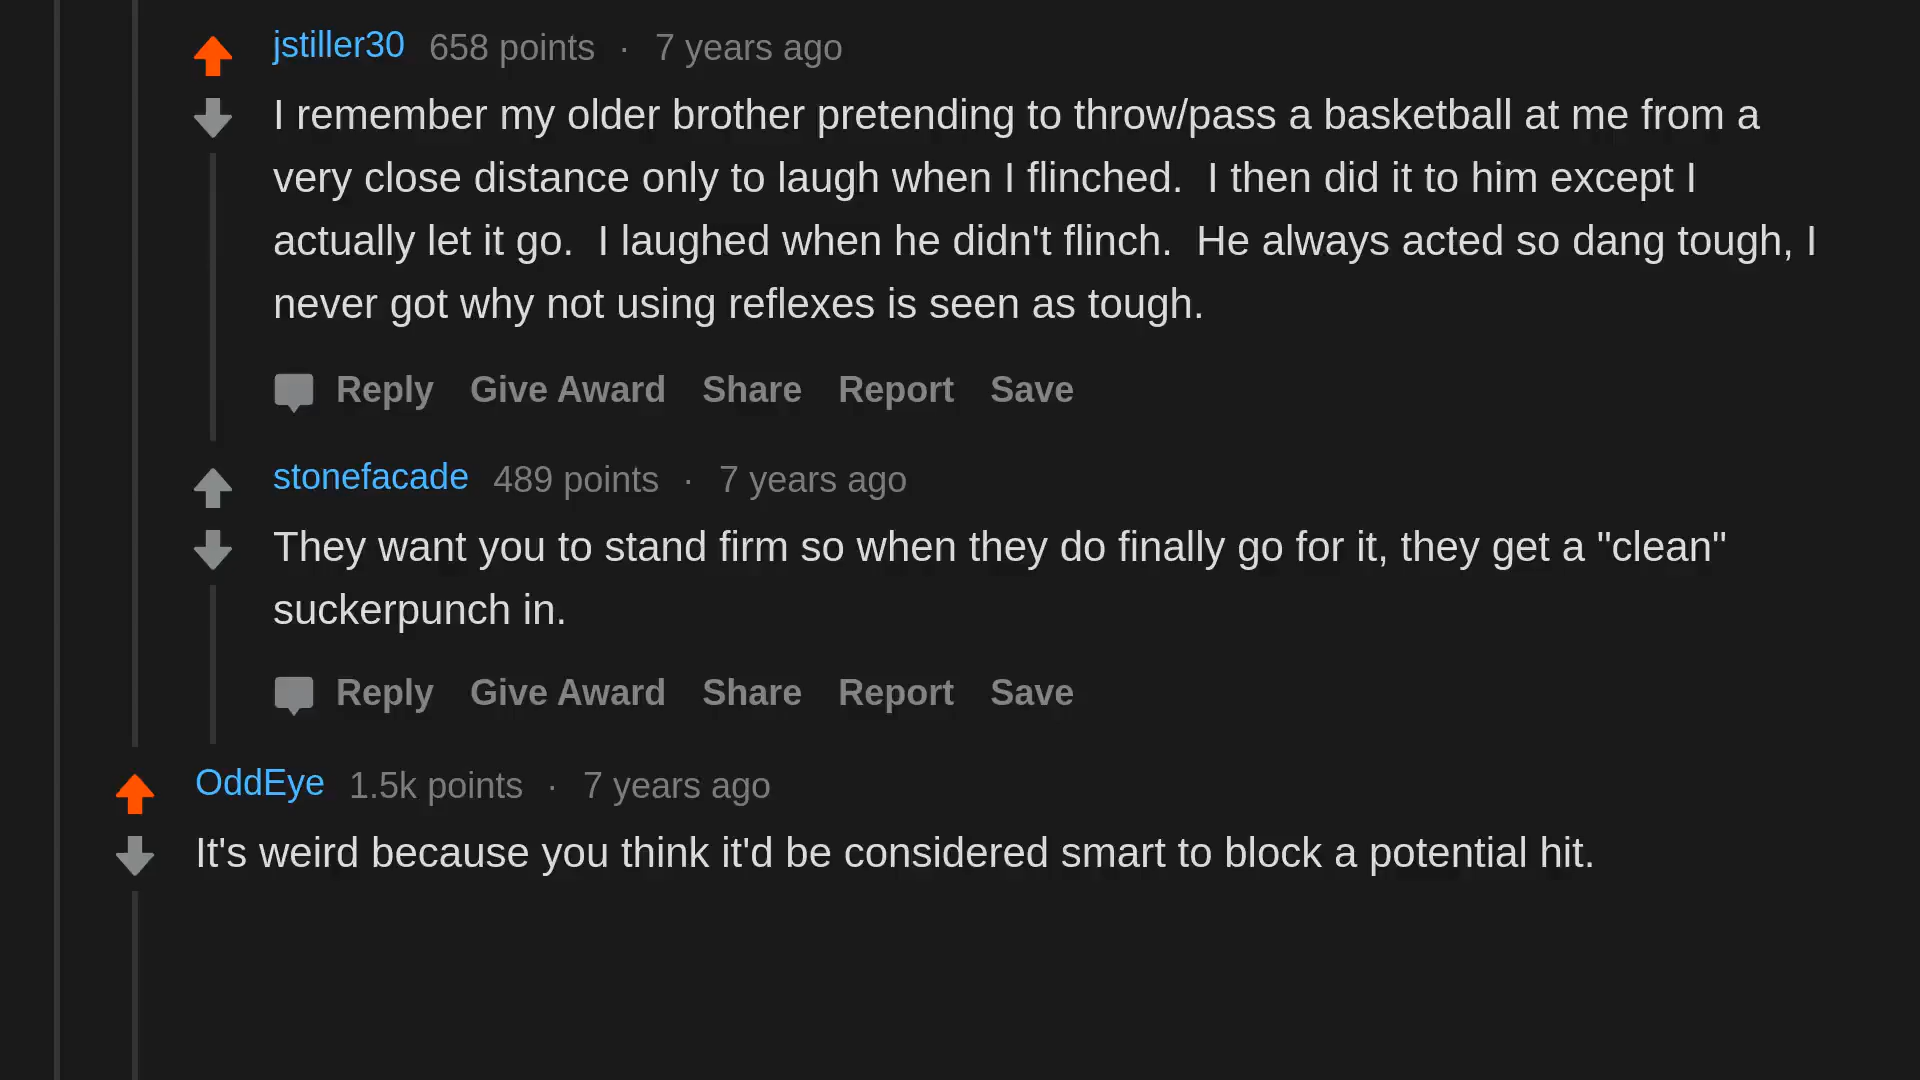 jstiller30 658 points · 7 years ago
I remember my older brother pretending to throw/pass a basketball at me from a
very close distance only to laugh when I flinched.  I then did it to him except I
actually let it go.  I laughed when he didn't flinch.  He always acted so dang tough, I
never got why not using reflexes is seen as tough.
Reply Give Award Share Report Save
stonefacade 489 points · 7 years ago
They want you to stand firm so when they do finally go for it, they get a "clean"
suckerpunch in.
Reply Give Award Share Report Save
OddEye 1.5k points · 7 years ago
It's weird because you think it'd be considered smart to block a potential hit.